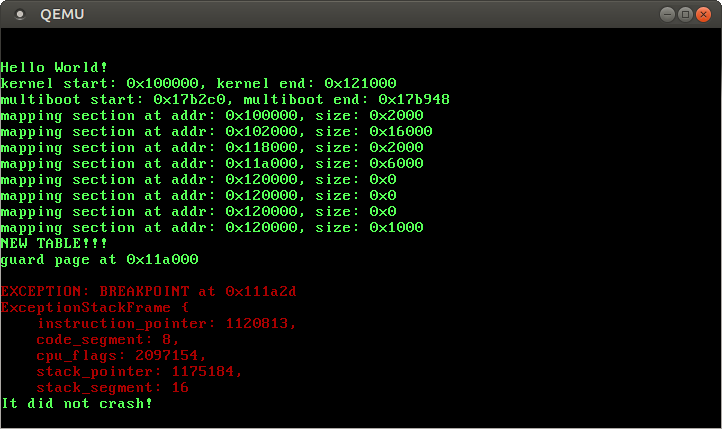 QEMU
Hello World!
kernel start: 0x100000, kernel end: 0x121000
multiboot start: 0x17b2c0, multiboot end: 0x17b948
mapping section at addr: 0x100000, size: 0x2000
mapping section at addr: 0x102000, size: 0x16000
mapping section at addr: 0x118000, size: 0x2000
mapping section at addr: 0x11a000, size: 0x6000
mapping section at addr: 0x120000, size: 0x0
mapping section at addr: 0x120000, size: 0x0
mapping section at addr: 0x120000, size: 0x0
mapping section at addr: 0x120000, size: 0x1000
NEW TABLE!!!
guard page at 0x11a000
EXCEPTION: BREAKPOINT at 0x111a2d
ExceptionStackFrame {
    instruction_pointer: 1120813,
    code_segment: 8,
    cpu_flags: 2097154,
    stack_pointer: 1175184,
    stack_segment: 16
It did not crash!